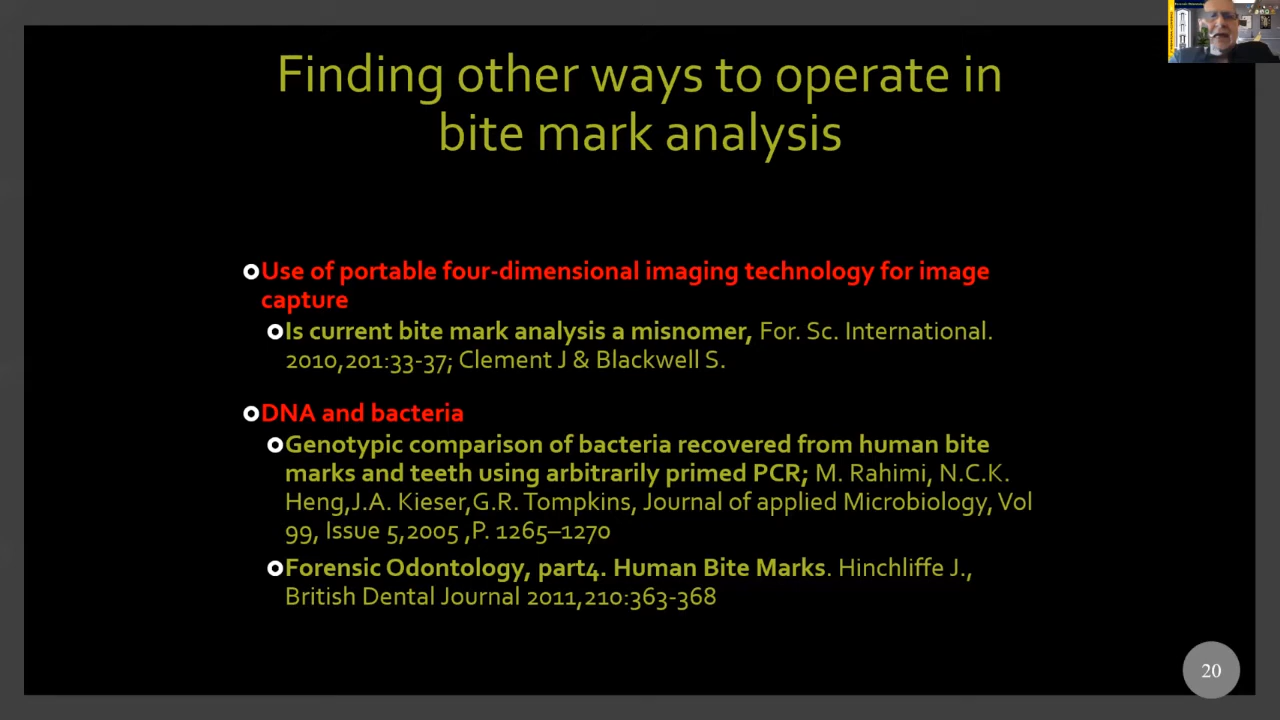 Finding other ways to operate in
bite mark analysis
Use of portable four-dimensional imaging technology for image
capture
Is current bite mark analysis a misnomer, For. Sc. International.
2010,201:33-37; Clement J & Blackwell S.
DNA and bacteria
Genotypic comparison of bacteria recovered from human bite
marks and teeth using arbitrarily primed PCR; M. Rahimi, N.C.K.
Heng,J.A. Kieser,G.R. Tompkins, Journal of applied Microbiology, Vol
99, Issue 5,2005 ,P. 1265–1270
Forensic Odontology, part4. Human Bite Marks. Hinchliffe J.,
British Dental Journal 2011,210:363-368
20